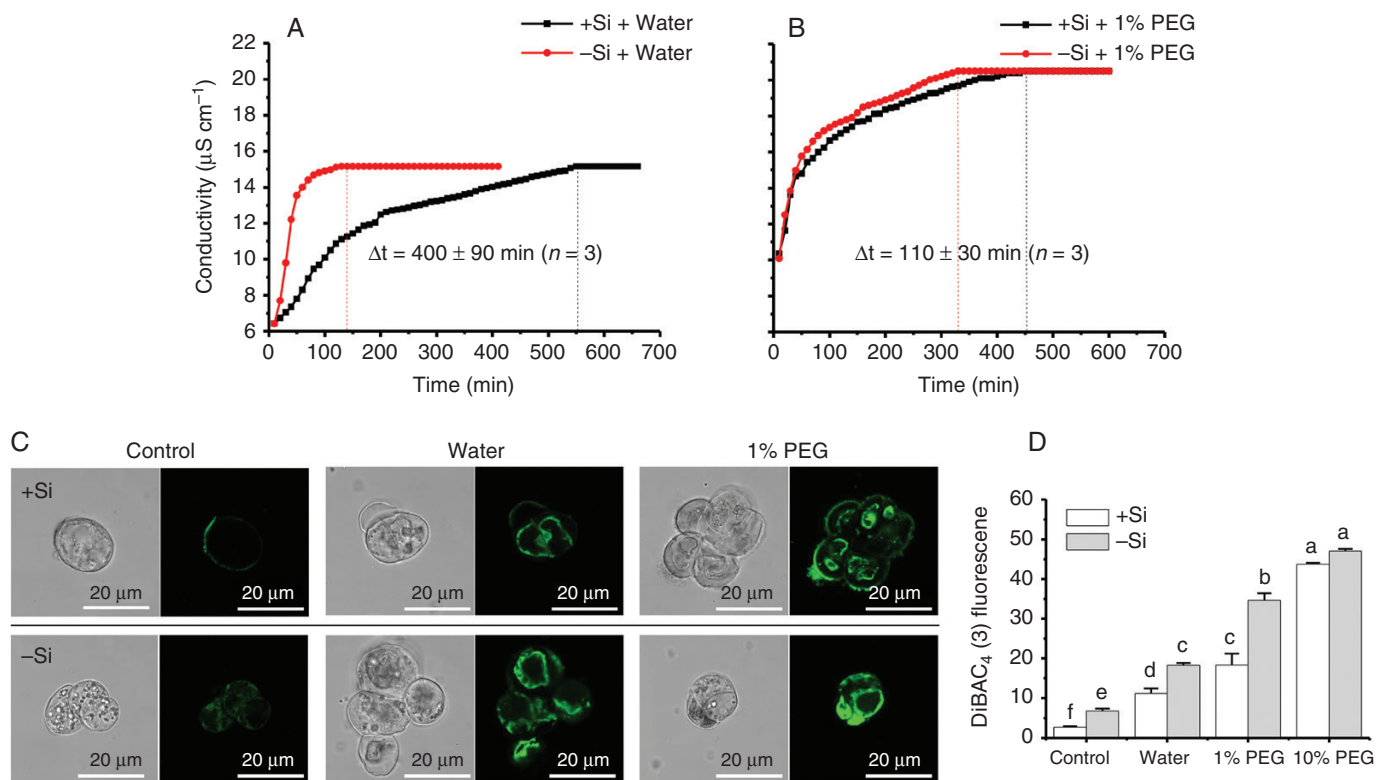 A
+Si + Water
–Si + Water
B
+Si + 1% PEG
–Si + 1% PEG
Conductivity (µS cm⁻¹)
22
20
18
16
14
12
10
8
6
Δt = 400 ± 90 min (n = 3)
Δt = 110 ± 30 min (n = 3)
0 100 200 300 400 500 600 700
0 100 200 300 400 500 600 700
Time (min)
Time (min)
C
Control
Water
1% PEG
+Si
20 µm
20 µm
20 µm
20 µm
20 µm
20 µm
–Si
20 µm
20 µm
20 µm
20 µm
20 µm
20 µm
D
DiBAC₄ (3) fluorescene
60
50
40
30
20
10
0
+Si
–Si
f e d c c b a a
Control Water 1% PEG 10% PEG